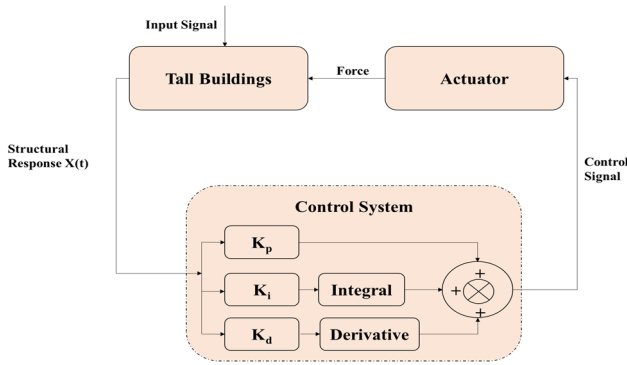 Input Signal
Tall Buildings
Force
Actuator
Structural
Response X(t)
Control
Signal
Control System
Kp
Ki
Integral
Kd
Derivative
+
+
+